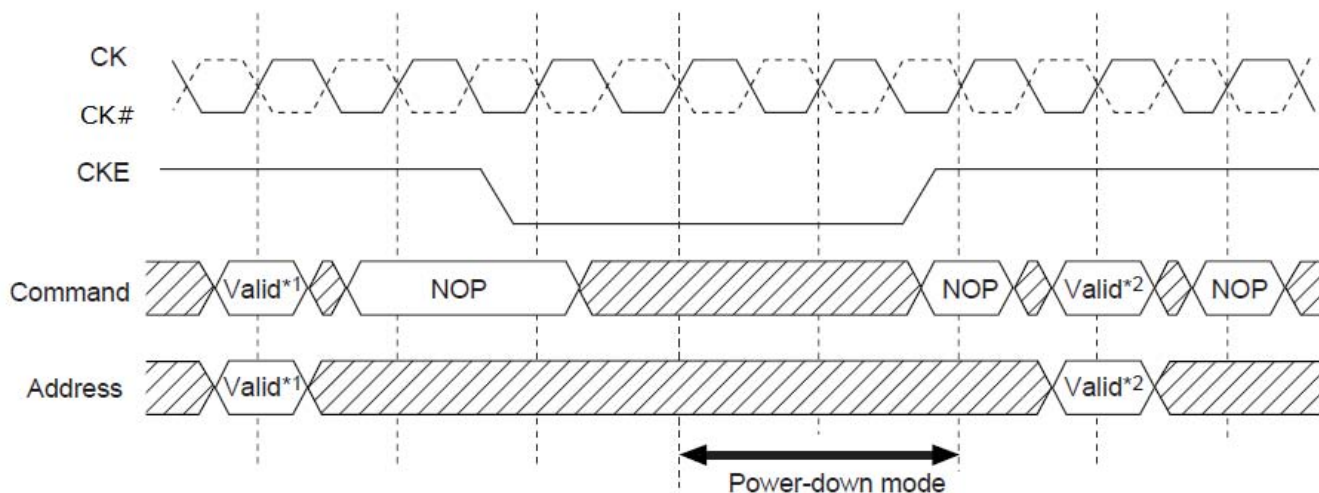 CK
CK#
CKE
Command Valid*1 NOP NOP Valid*2 NOP
Address Valid*1 Valid*2
Power-down mode